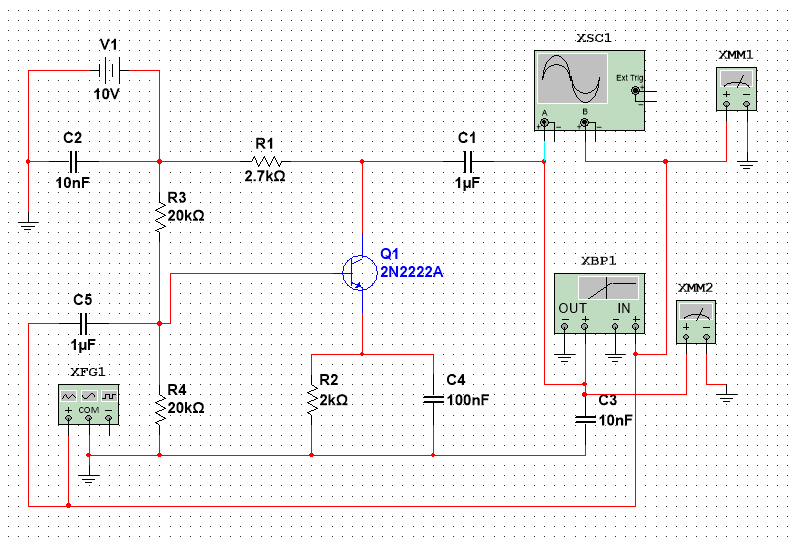 XSC1
V1
XMM1
Ext Trig
+
-
10V
+ -
A B
+ - + -
C2
R1
C1
10nF
2.7kΩ
1µF
R3
20kΩ
Q1
2N2222A
XBP1
XMM2
C5
OUT IN
- + - +
+ -
1µF
XFG1
R2
2kΩ
C4
100nF
R4
20kΩ
C3
10nF
+ COM -